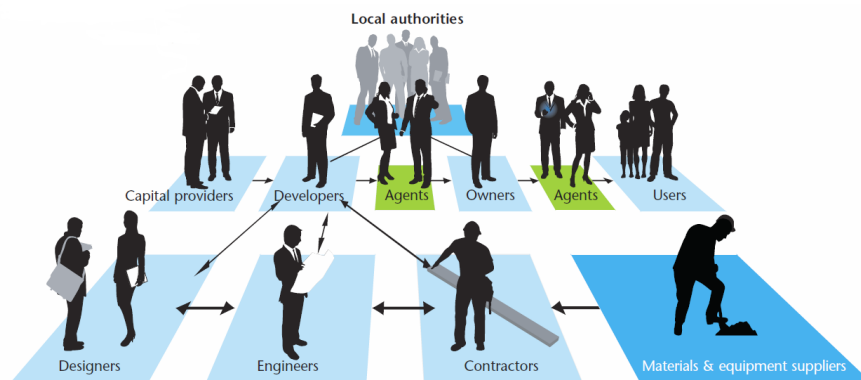 Local authorities
Capital providers
Developers
Agents
Owners
Agents
Users
Designers
Engineers
Contractors
Materials & equipment suppliers